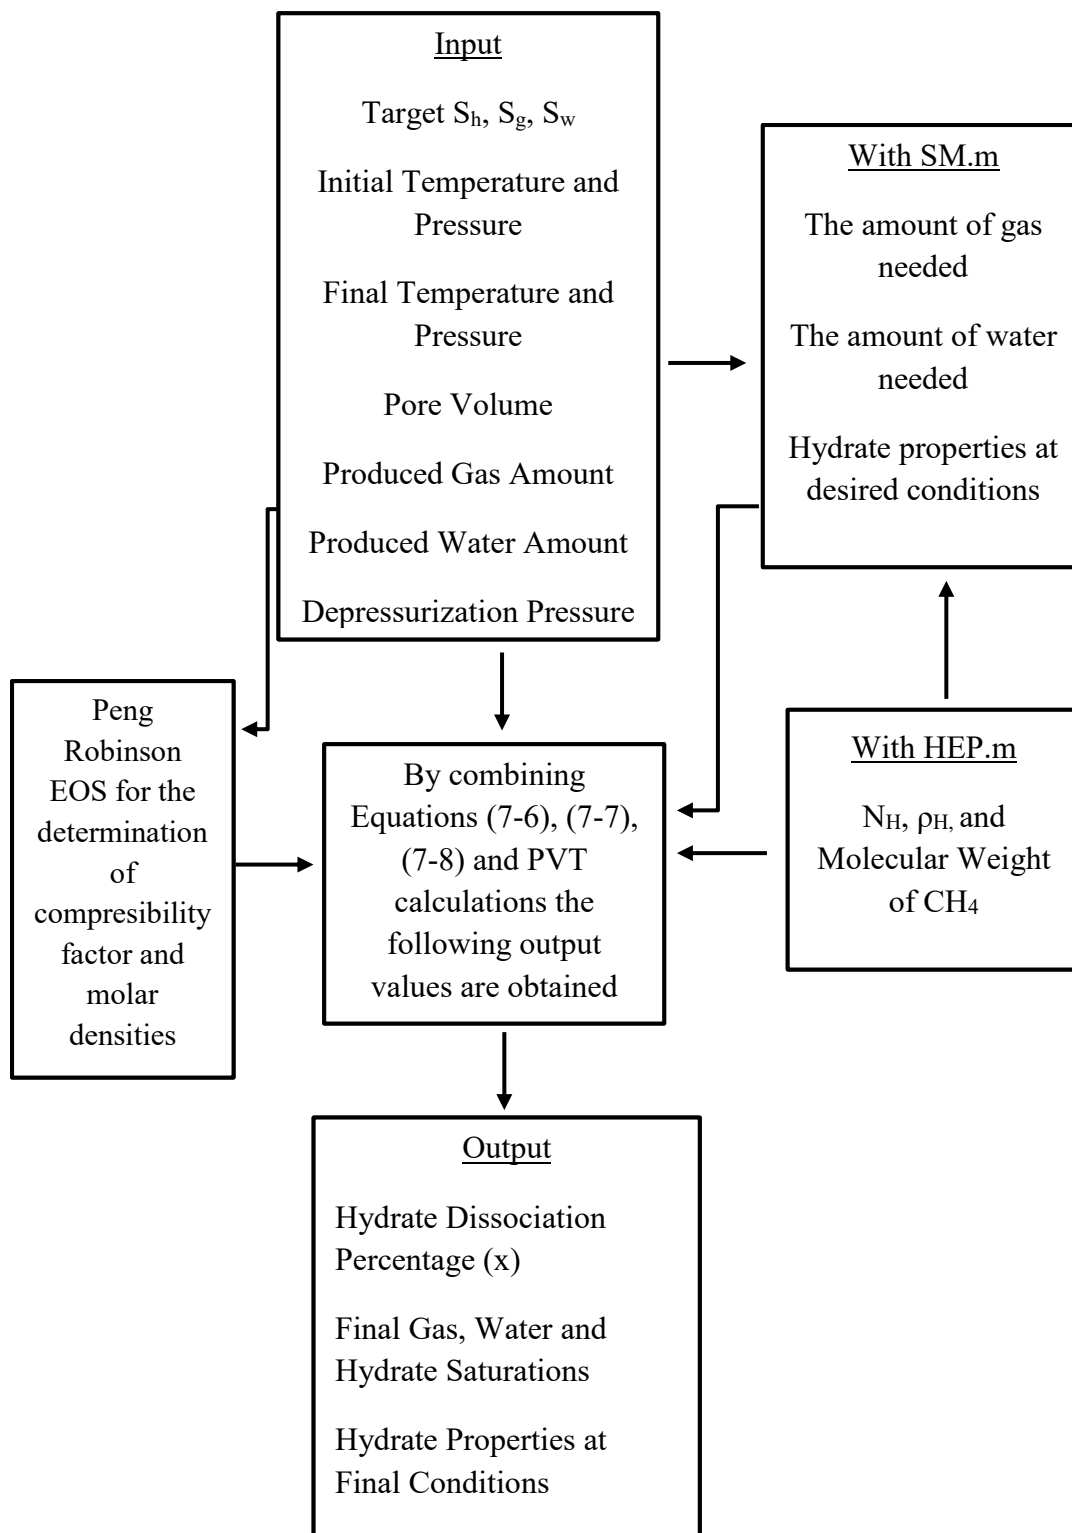 Input
Target Sh, Sg, Sw
Initial Temperature and
Pressure
Final Temperature and
Pressure
Pore Volume
Produced Gas Amount
Produced Water Amount
Depressurization Pressure
With SM.m
The amount of gas
needed
The amount of water
needed
Hydrate properties at
desired conditions
Peng
Robinson
EOS for the
determination
of
compresibility
factor and
molar
densities
By combining
Equations (7-6), (7-7),
(7-8) and PVT
calculations the
following output
values are obtained
With HEP.m
NH, ρH, and
Molecular Weight
of CH4
Output
Hydrate Dissociation
Percentage (x)
Final Gas, Water and
Hydrate Saturations
Hydrate Properties at
Final Conditions